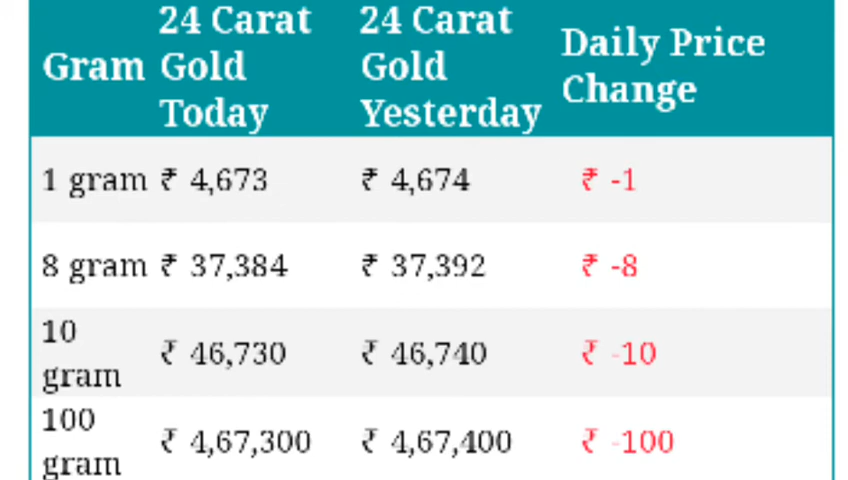 Gram 24 Carat Gold Today 24 Carat Gold Yesterday Daily Price Change
1 gram ₹ 4,673 ₹ 4,674 ₹ -1
8 gram ₹ 37,384 ₹ 37,392 ₹ -8
10 gram ₹ 46,730 ₹ 46,740 ₹ -10
100 gram ₹ 4,67,300 ₹ 4,67,400 ₹ -100